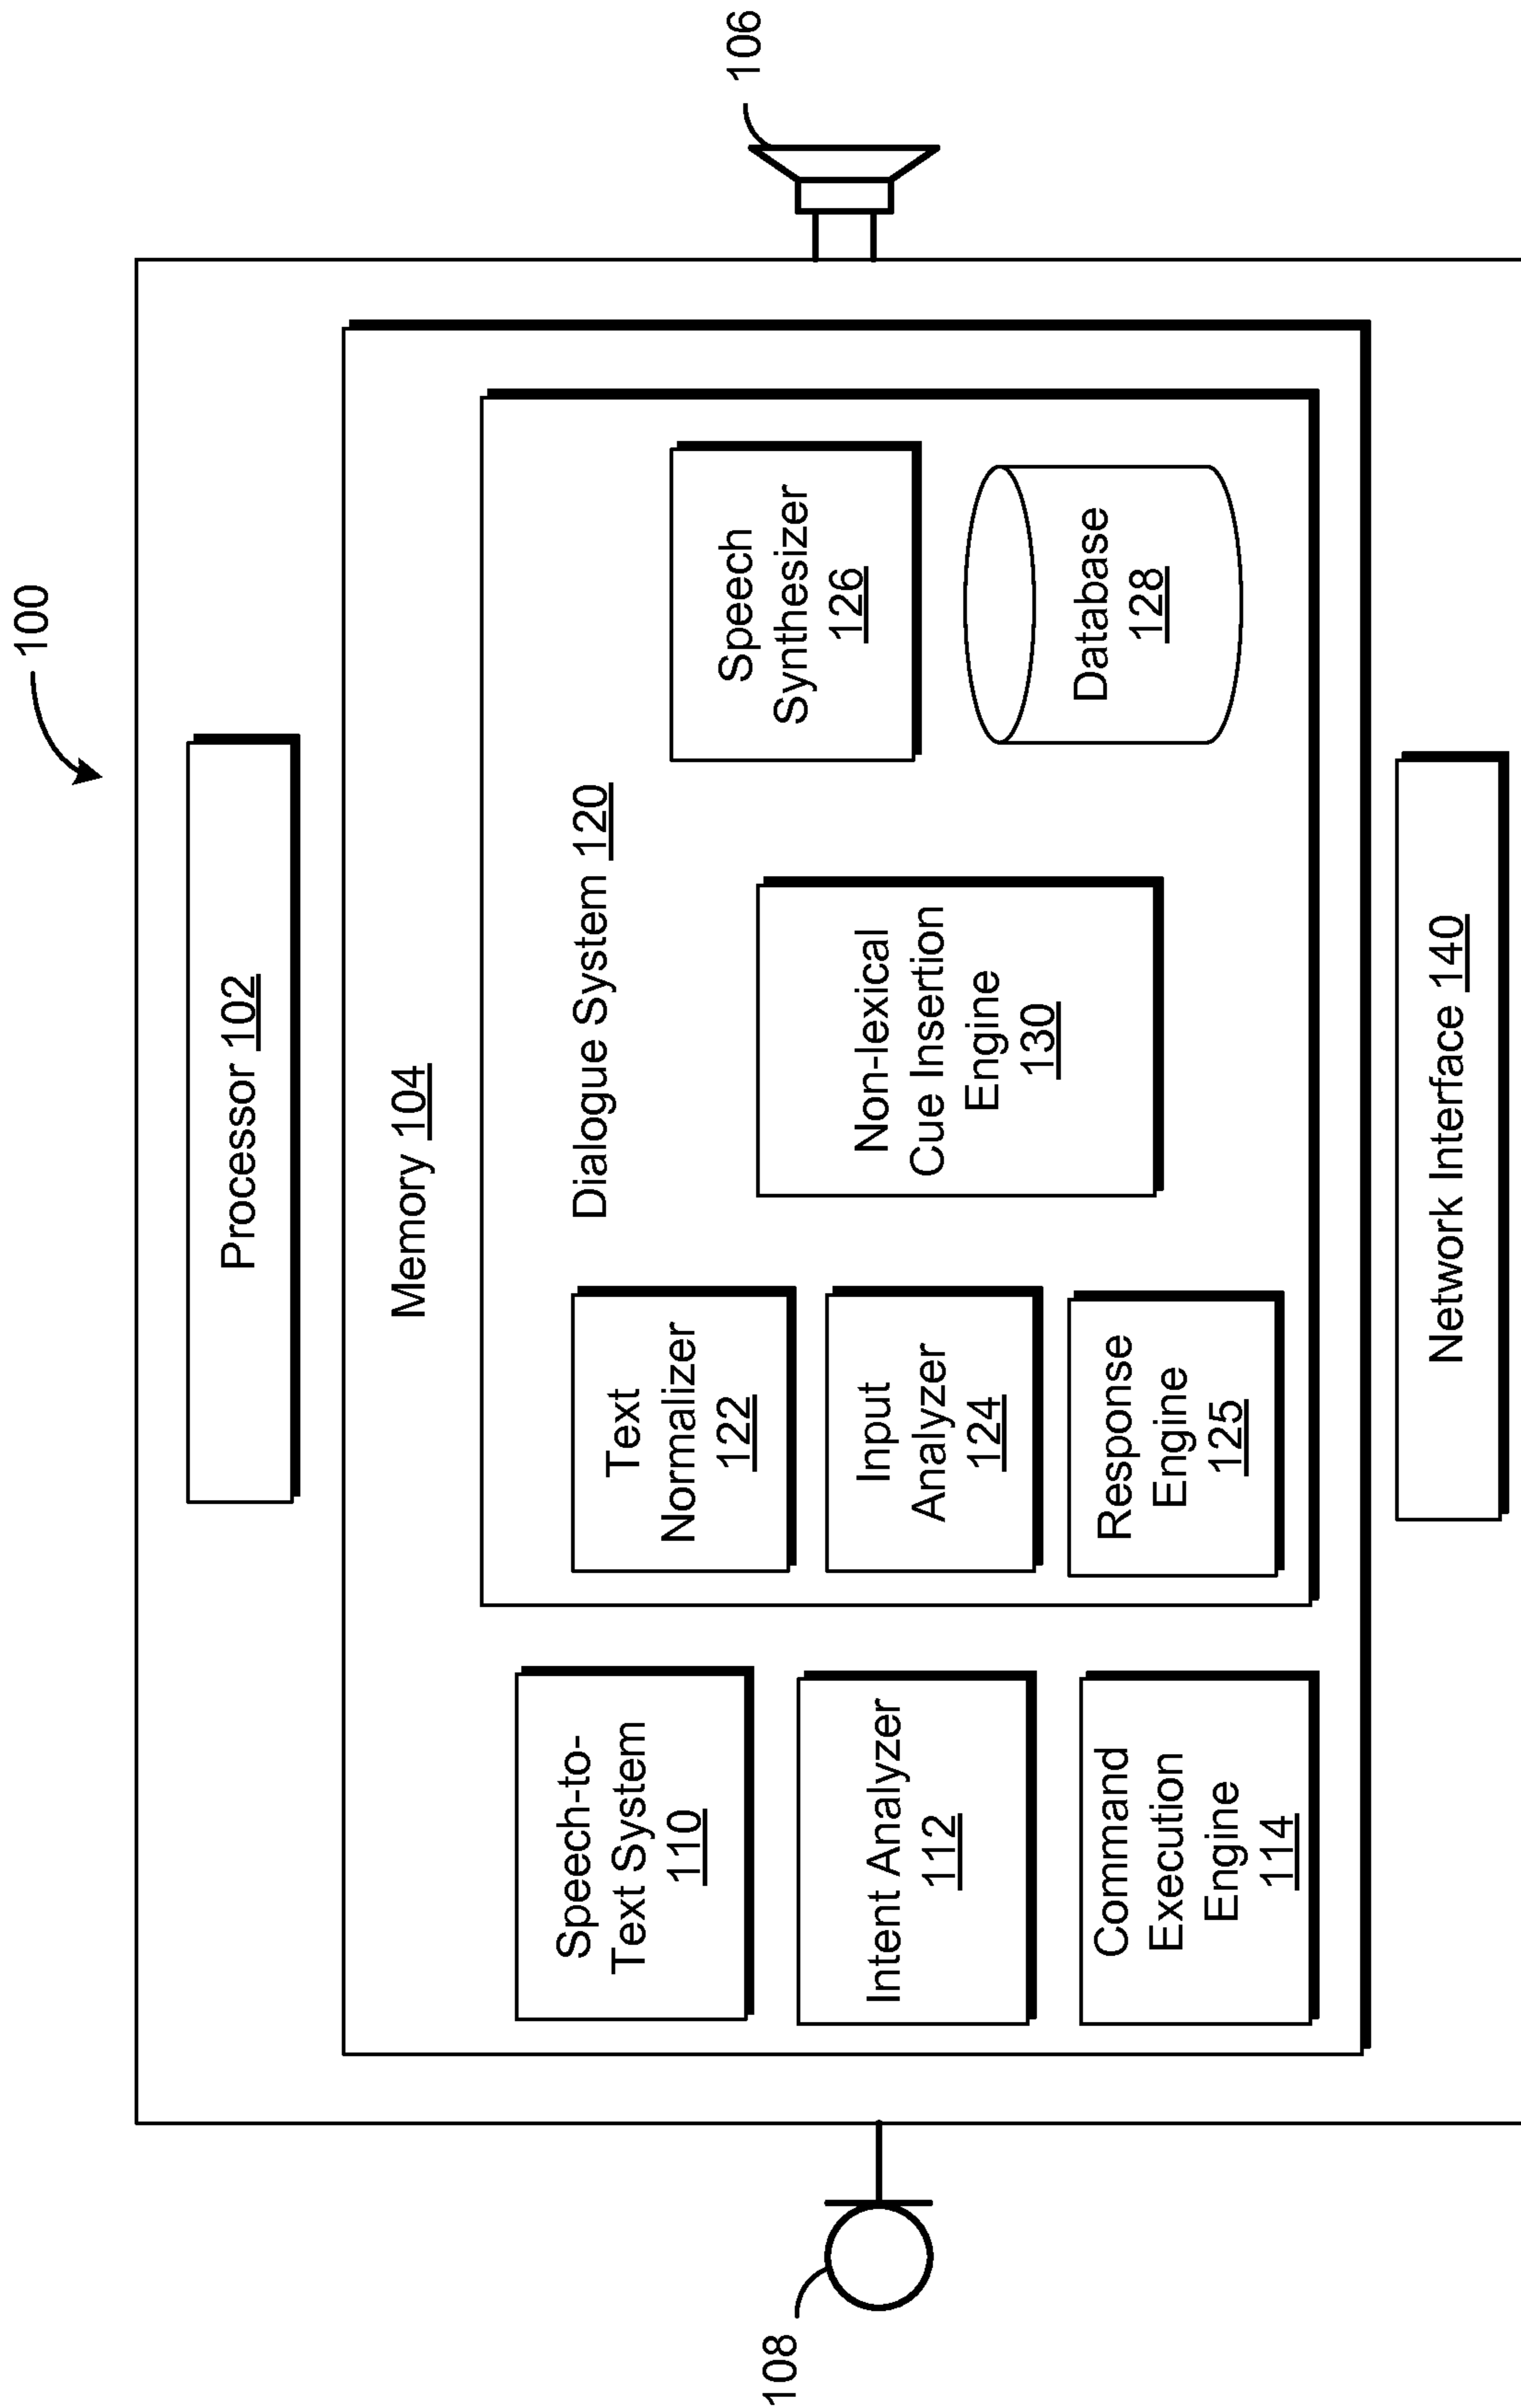 100
Processor 102
Memory 104
Dialogue System 120
Speech-to-
Text System
110
Intent Analyzer
112
Command
Execution
Engine
114
Text
Normalizer
122
Input
Analyzer
124
Response
Engine
125
Non-lexical
Cue Insertion
Engine
130
Speech
Synthesizer
126
Database
128
Network Interface 140
108
106